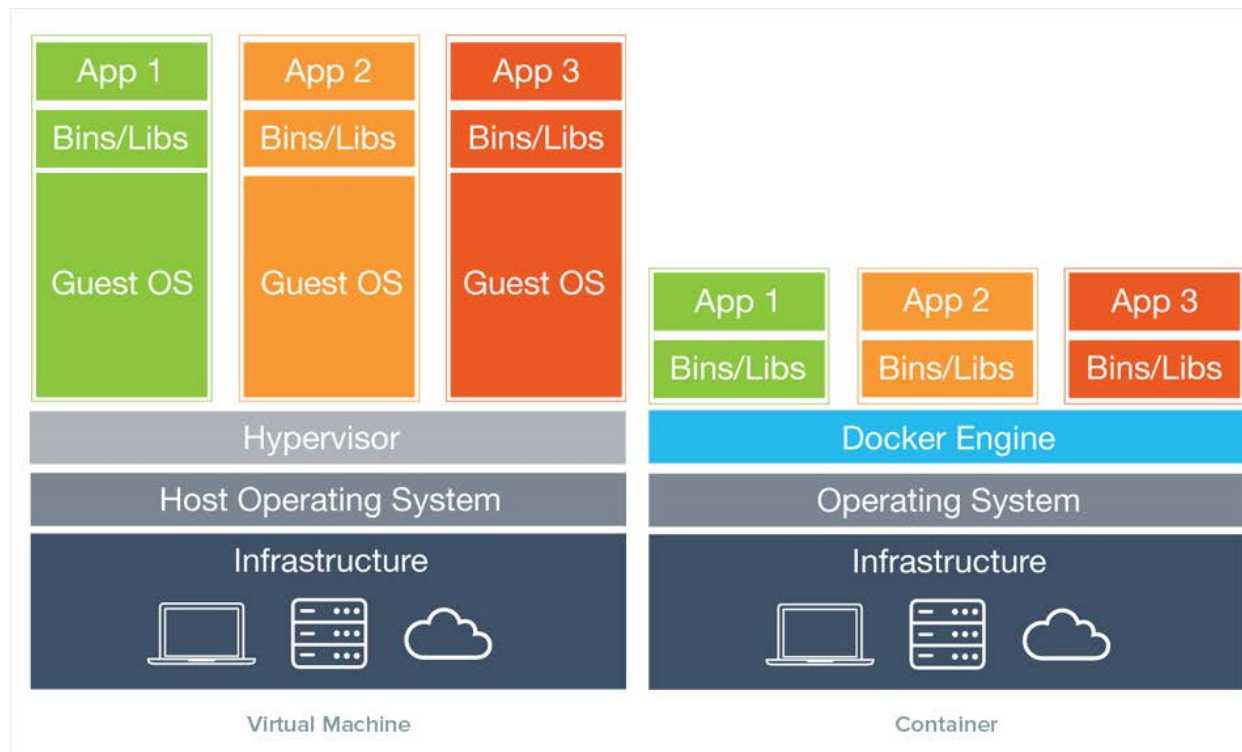 App 1
App 2
App 3
Bins/Libs
Bins/Libs
Bins/Libs
Guest OS
Guest OS
Guest OS
Hypervisor
Host Operating System
Infrastructure
Virtual Machine
App 1
App 2
App 3
Bins/Libs
Bins/Libs
Bins/Libs
Docker Engine
Operating System
Infrastructure
Container